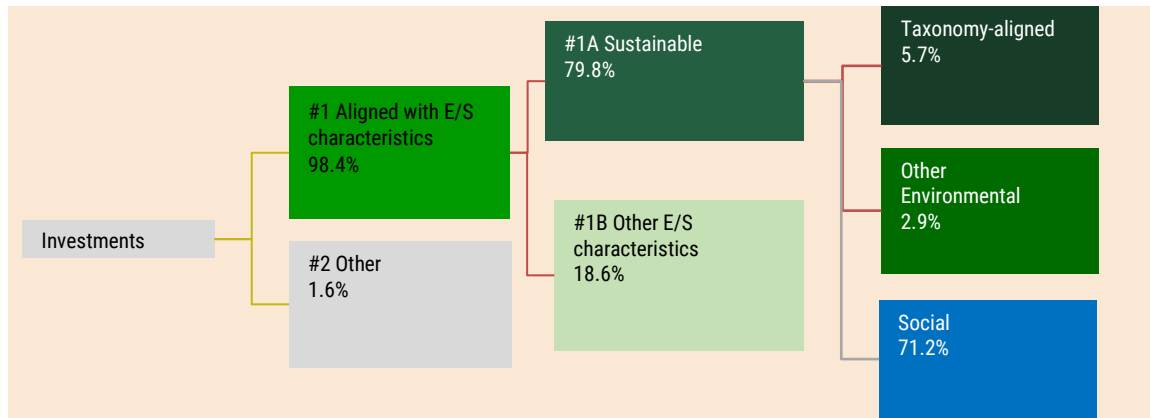 Investments
#1 Aligned with E/S
characteristics
98.4%
#2 Other
1.6%
#1A Sustainable
79.8%
#1B Other E/S
characteristics
18.6%
Taxonomy-aligned
5.7%
Other
Environmental
2.9%
Social
71.2%